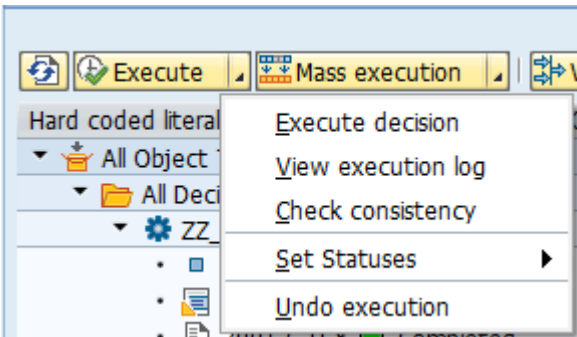 Execute Mass execution
Hard coded literal
Execute decision
All Object
View execution log
All Deci
Check consistency
ZZ_
Set Statuses
Undo execution
Completed